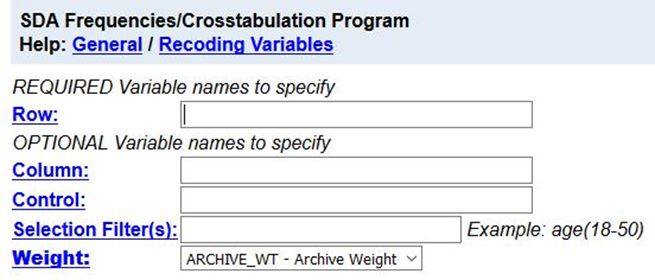 SDA Frequencies/Crosstabulation Program
Help: General / Recoding Variables
REQUIRED Variable names to specify
Row:
OPTIONAL Variable names to specify
Column:
Control:
Selection Filter(s): Example: age(18-50)
Weight: ARCHIVE_WT - Archive Weight